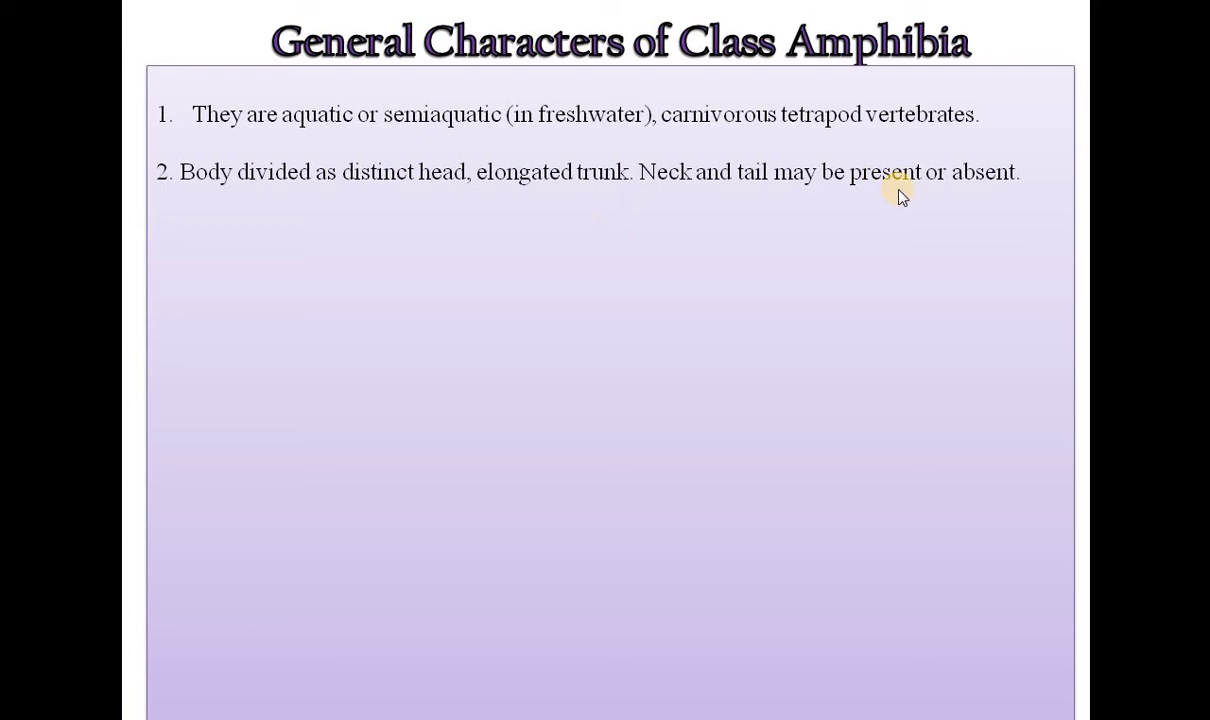 General Characters of Class Amphibia
1. They are aquatic or semiaquatic (in freshwater), carnivorous tetrapod vertebrates.
2. Body divided as distinct head, elongated trunk. Neck and tail may be present or absent.